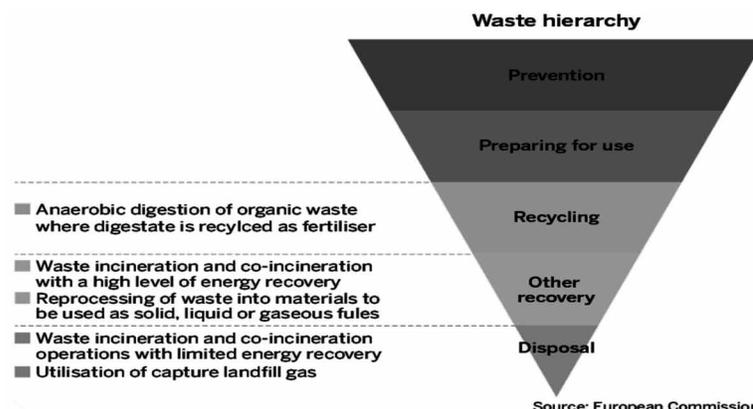 Waste hierarchy
Prevention
Preparing for use
Recycling
Other
recovery
Disposal
Anaerobic digestion of organic waste
where digestate is recylced as fertiliser
Waste incineration and co-incineration
with a high level of energy recovery
Reprocessing of waste into materials to
be used as solid, liquid or gaseous fules
Waste incineration and co-incineration
operations with limited energy recovery
Utilisation of capture landfill gas
Source: European Commission